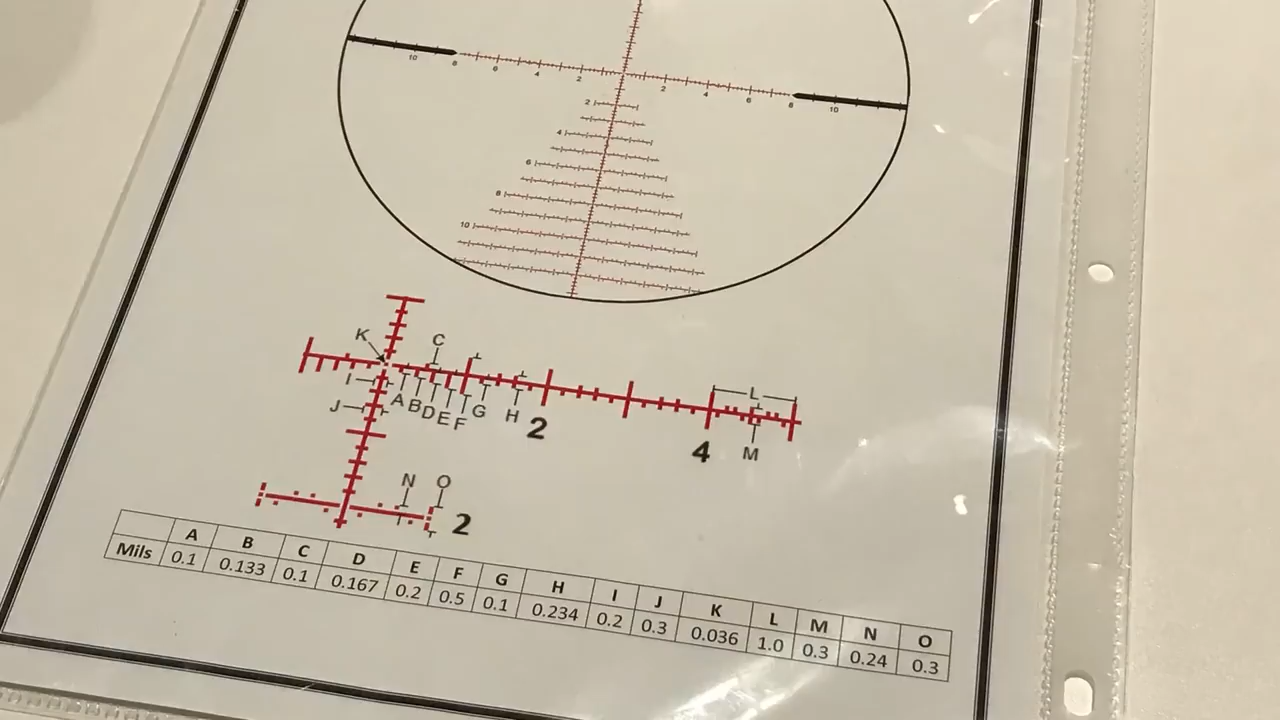 10 8 6 4 2 2 4 6 8 10
2
4
6
8
10
K C
I A B D E F G H 2 L
J 4 M
N O 2
A B C D E F G H I J K L M N O
Mils 0.1 0.133 0.1 0.167 0.2 0.5 0.1 0.234 0.2 0.3 0.036 1.0 0.3 0.24 0.3